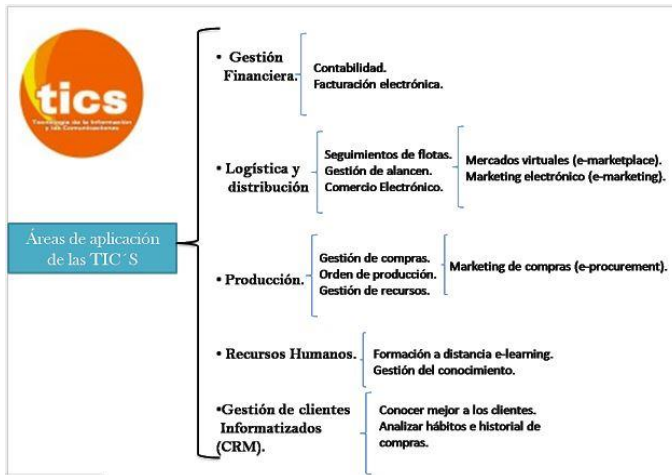 tics
Tecnología de la Información
y las Comunicaciones
Áreas de aplicación
de las TIC´S
• Gestión
Financiera.
Contabilidad.
Facturación electrónica.
• Logística y
distribución
Seguimientos de flotas.
Gestión de alancen.
Comercio Electrónico.
Mercados virtuales (e-marketplace).
Marketing electrónico (e-marketing).
• Producción.
Gestión de compras.
Orden de producción.
Gestión de recursos.
Marketing de compras (e-procurement).
• Recursos Humanos.
Formación a distancia e-learning.
Gestión del conocimiento.
•Gestión de clientes
Informatizados
(CRM).
Conocer mejor a los clientes.
Analizar hábitos e historial de
compras.